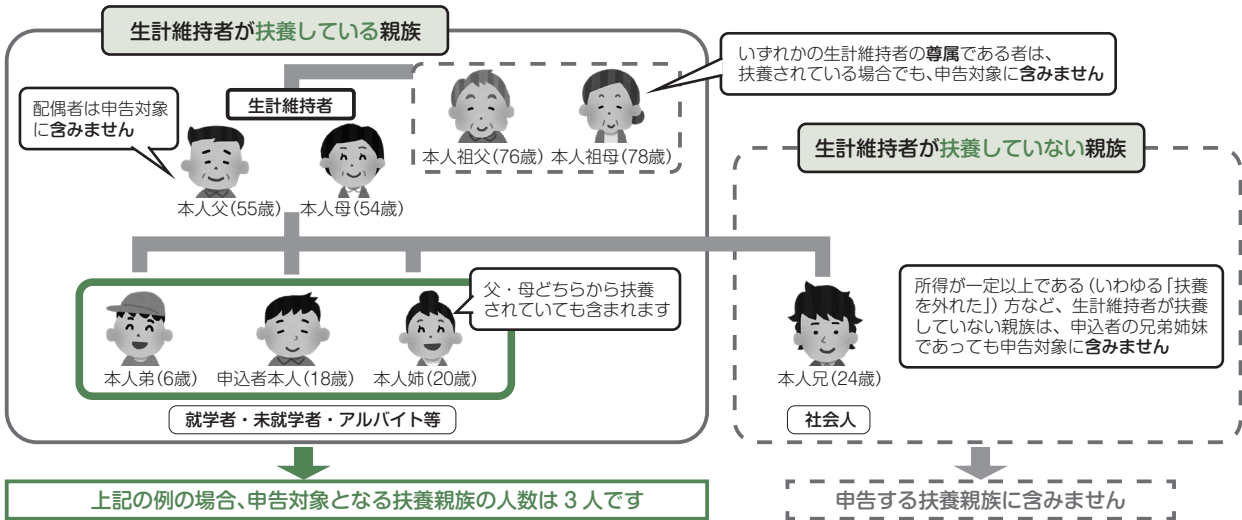 生計維持者が扶養している親族
いずれかの生計維持者の尊属である者は、
扶養されている場合でも、申告対象に含みません
配偶者は申告対象
に含みません
生計維持者
本人祖父(76歳)
本人祖母(78歳)
本人父(55歳)
本人母(54歳)
生計維持者が扶養していない親族
父・母どちらから扶養
されていても含まれます
本人弟(6歳)
申込者本人(18歳)
本人姉(20歳)
就学者・未就学者・アルバイト等
所得が一定以上である(いわゆる「扶養
を外れた」)方など、生計維持者が扶養
していない親族は、申込者の兄弟姉妹
であっても申告対象に含みません
本人兄(24歳)
社会人
上記の例の場合、申告対象となる扶養親族の人数は3人です
申告する扶養親族に含みません